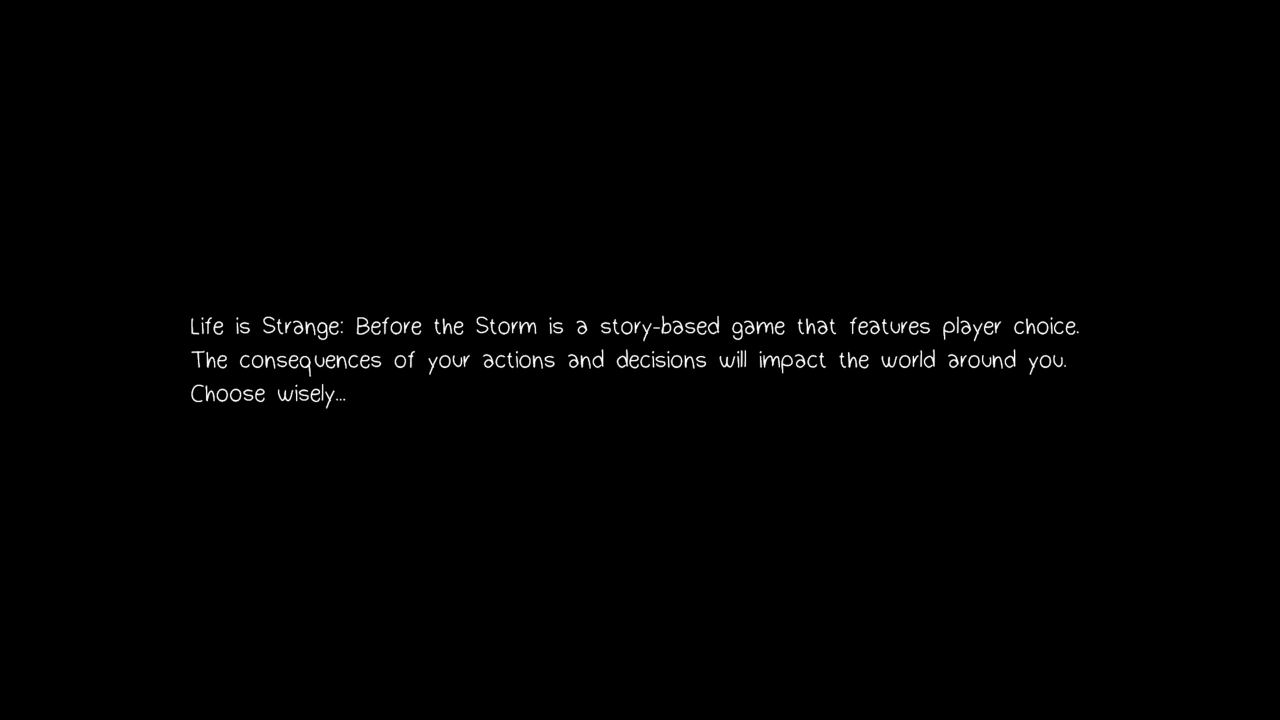 Life is Strange: Before the Storm is a story-based game that features player choice.
The consequences of your actions and decisions will impact the world around you.
Choose wisely...